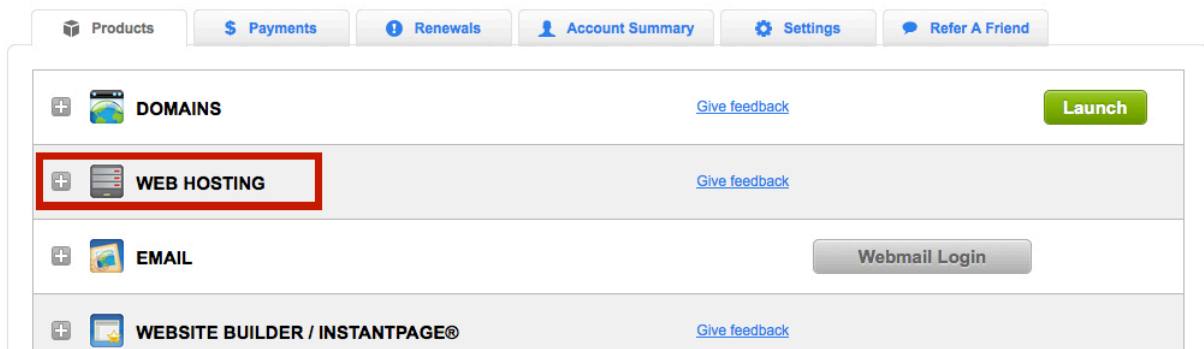 Products
$ Payments
Renewals
Account Summary
Settings
Refer A Friend
DOMAINS
Give feedback
Launch
WEB HOSTING
Give feedback
EMAIL
Webmail Login
WEBSITE BUILDER / INSTANTPAGE®
Give feedback